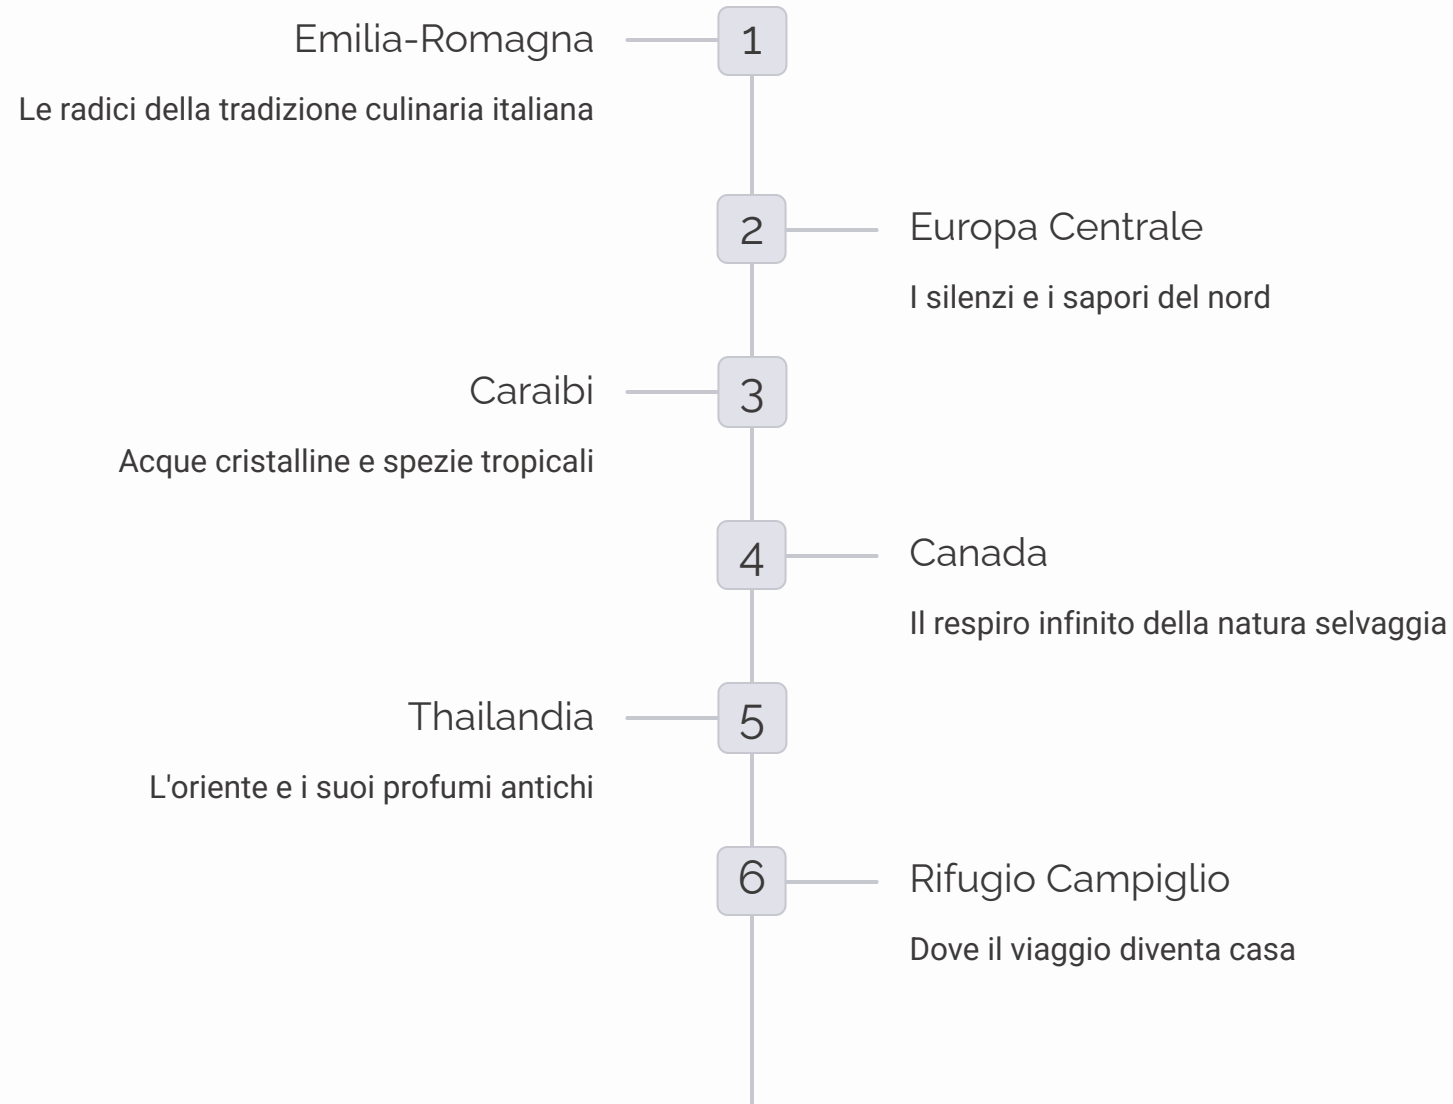 Emilia-Romagna
1
Le radici della tradizione culinaria italiana
2
Europa Centrale
I silenzi e i sapori del nord
Caraibi
3
Acque cristalline e spezie tropicali
4
Canada
Il respiro infinito della natura selvaggia
Thailandia
5
L'oriente e i suoi profumi antichi
6
Rifugio Campiglio
Dove il viaggio diventa casa